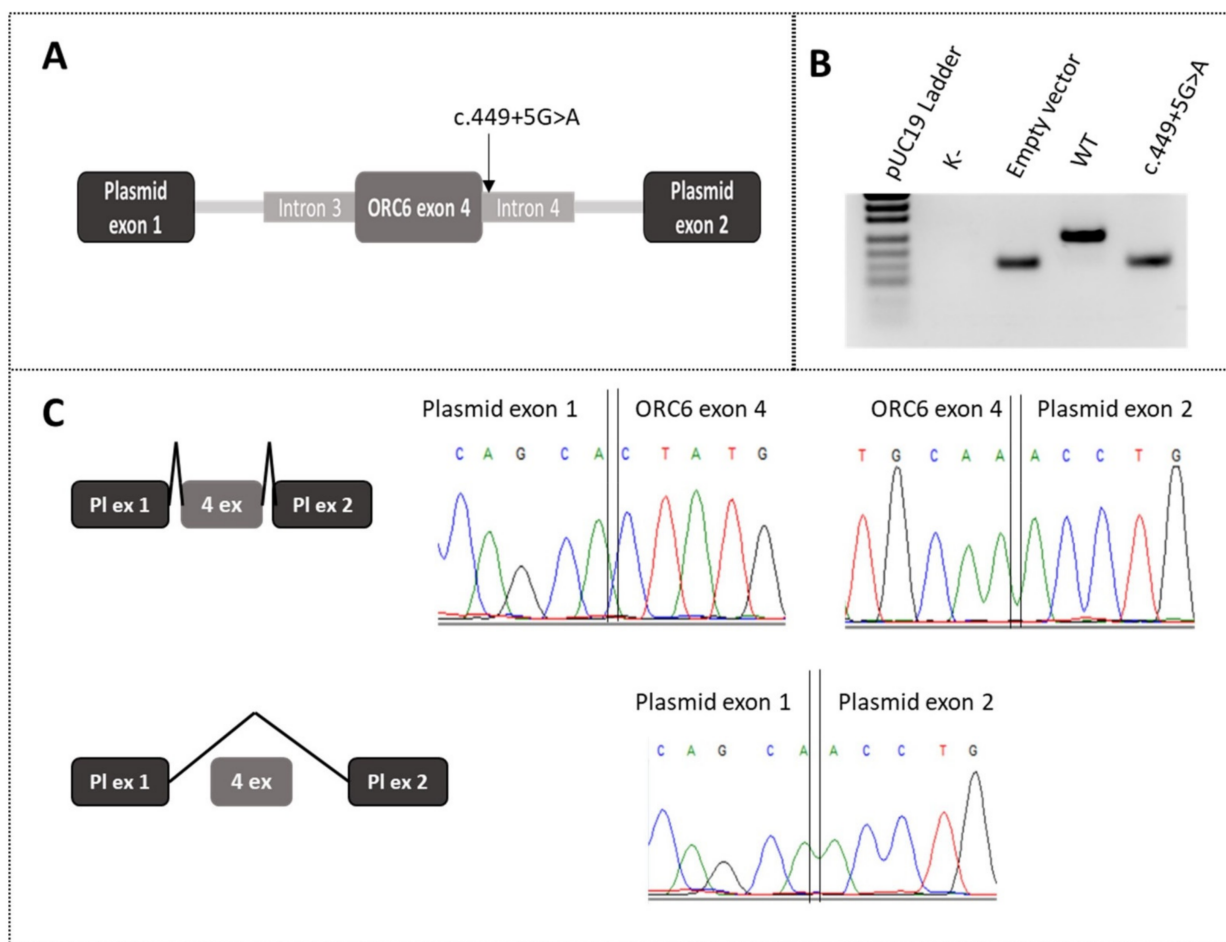 A
c.449+5G>A
Plasmid
exon 1
Intron 3
ORC6 exon 4
Intron 4
Plasmid
exon 2
B
pUC19 Ladder
K-
Empty vector
WT
c.449+5G>A
C
Pl ex 1
4 ex
Pl ex 2
Plasmid exon 1
ORC6 exon 4
C A G C A C T A T G
ORC6 exon 4
Plasmid exon 2
T G C A A A C C T G
Pl ex 1
4 ex
Pl ex 2
Plasmid exon 1
Plasmid exon 2
C A G C A A C C T G